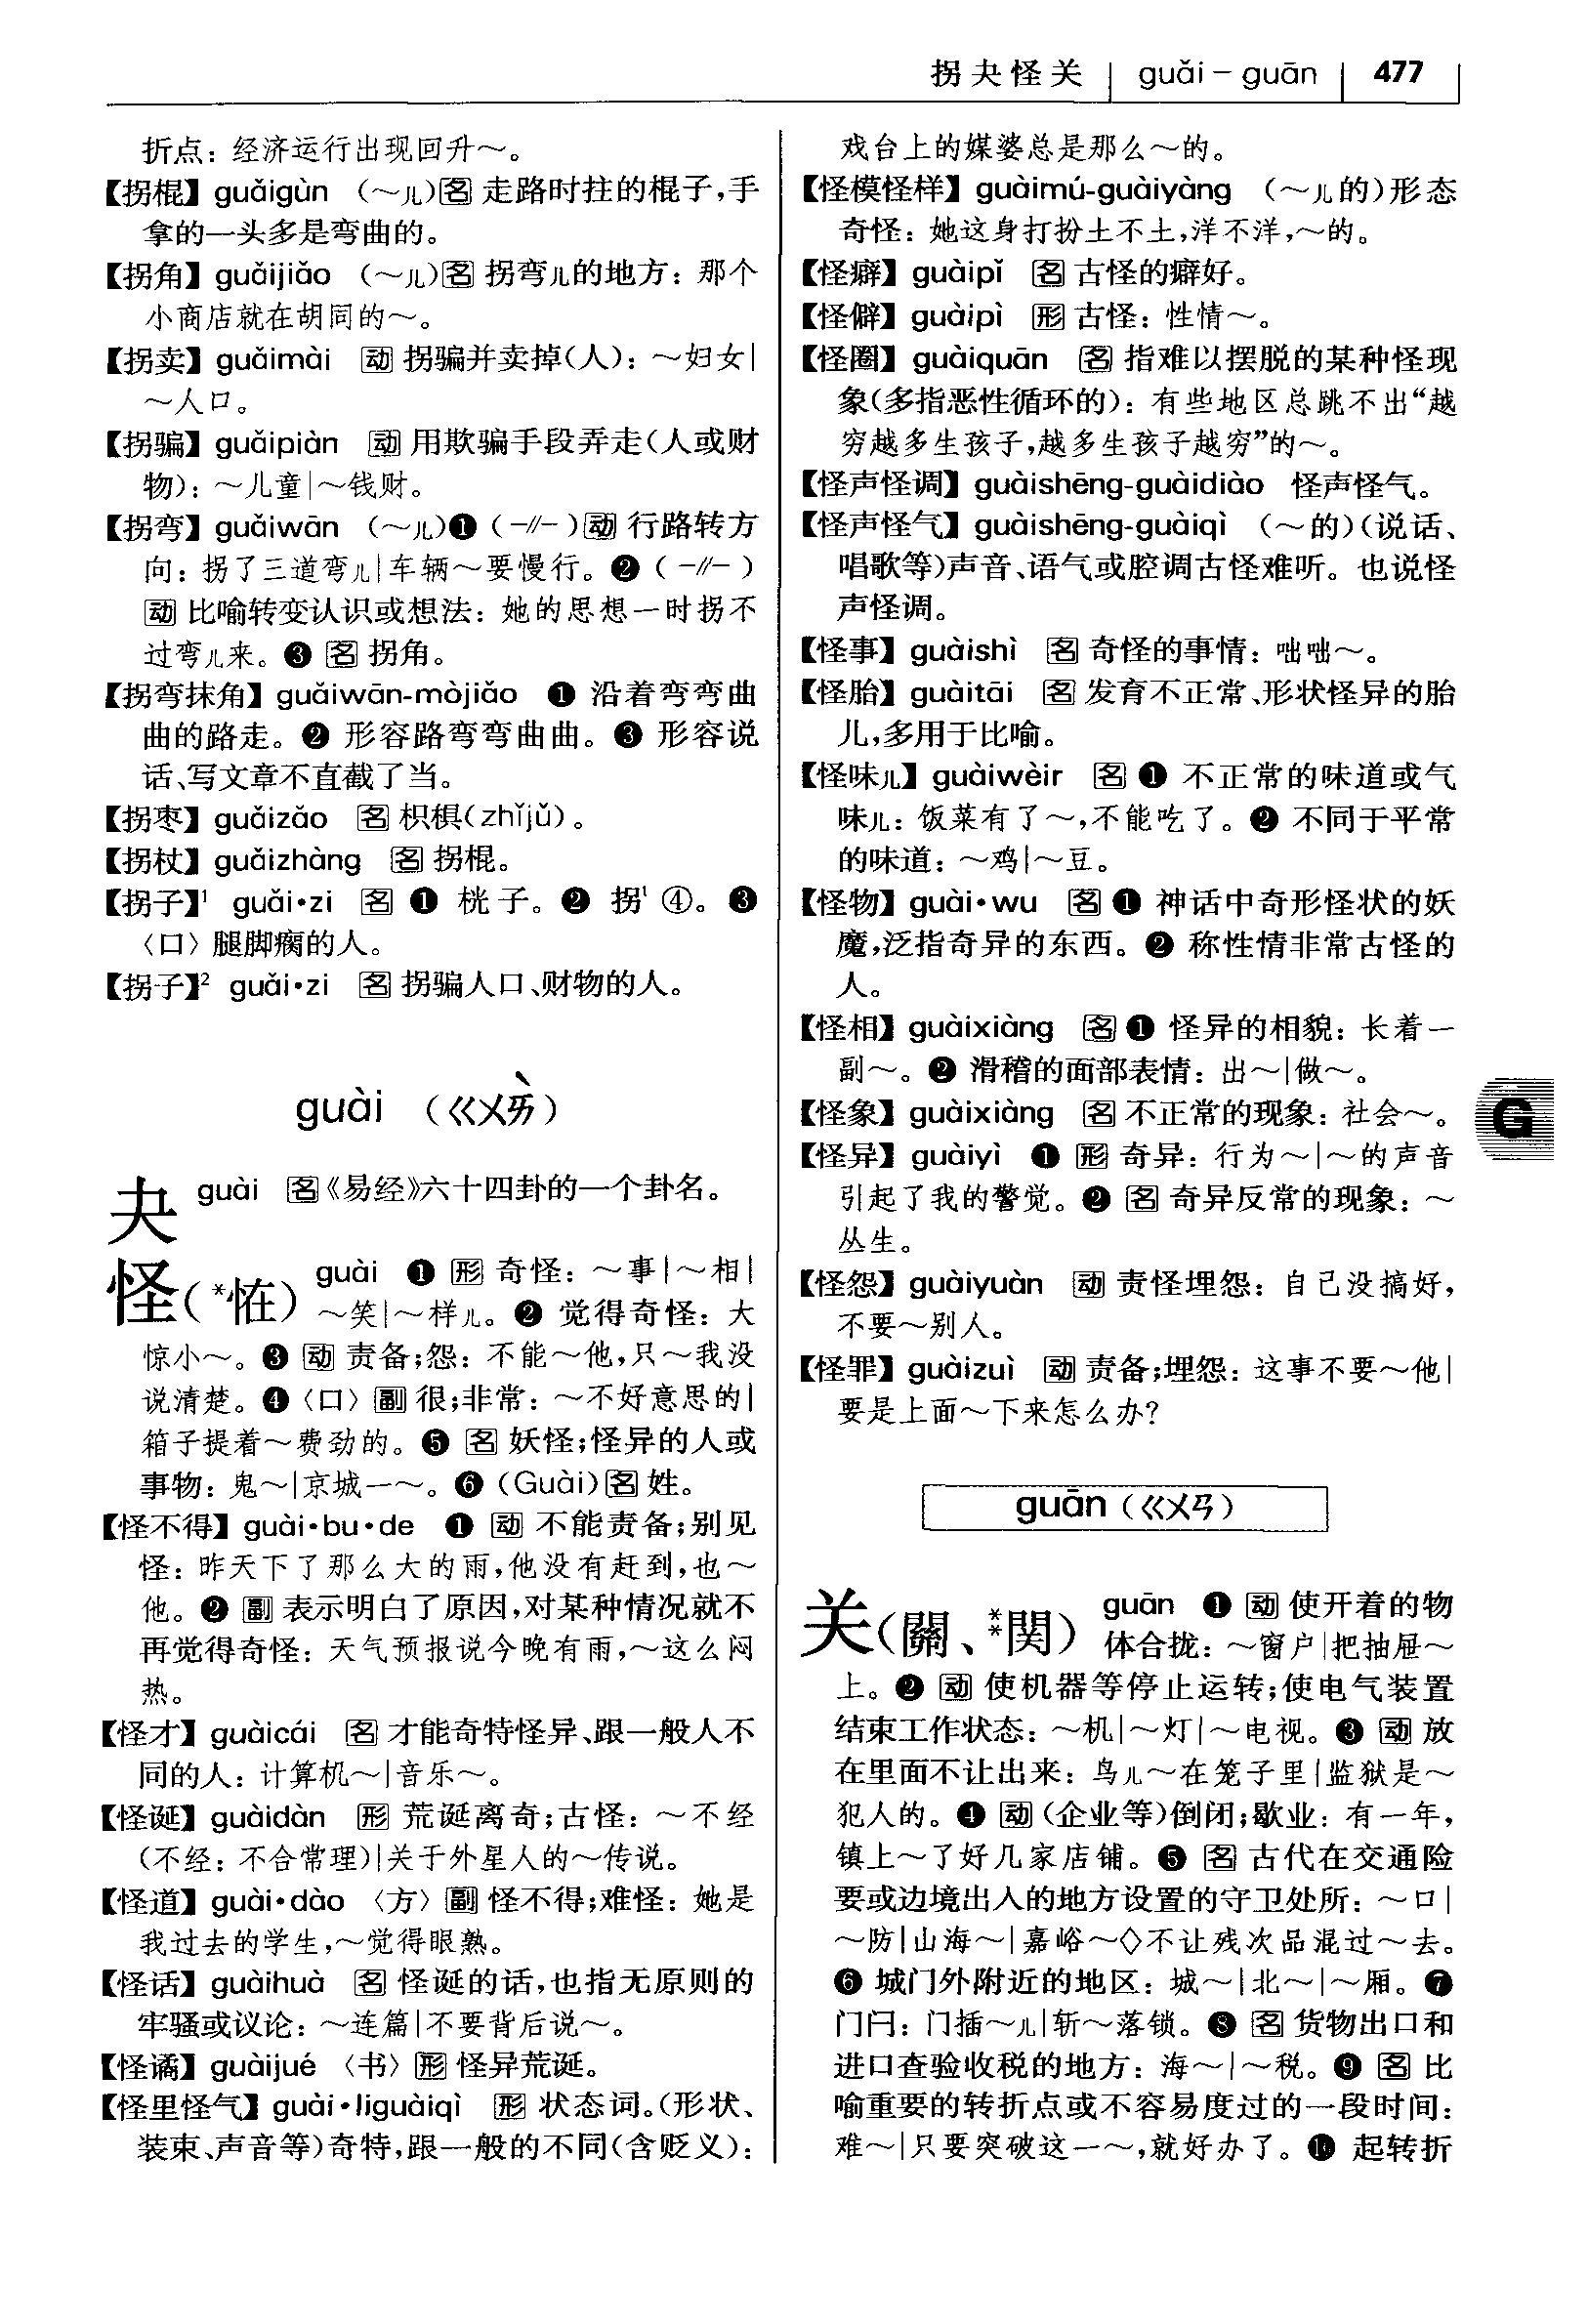 拐夬怪关 | guǎi – guān | 477
折点：经济运行出现回升～。
【拐棍】guǎigùn （～儿）名 走路时拄的棍子，手
拿的一头多是弯曲的。
【拐角】guǎijiǎo （～儿）名 拐弯儿的地方：那个
小商店就在胡同的～。
【拐卖】guǎimài 动 拐骗并卖掉（人）：～妇女|
～人口。
【拐骗】guǎipiàn 动 用欺骗手段弄走（人或财
物）：～儿童|～钱财。
【拐弯】guǎiwān （～儿）❶（-//-）动 行路转方
向：拐了三道弯儿|车辆～要慢行。❷（-//-）
动 比喻转变认识或想法：她的思想一时拐不
过弯儿来。❸ 名 拐角。
【拐弯抹角】guǎiwān-mòjiǎo ❶ 沿着弯弯曲
曲的路走。❷ 形容路弯弯曲曲。❸ 形容说
话、写文章不直截了当。
【拐枣】guǎizǎo 名 枳椇（zhǐjǔ）。
【拐杖】guǎizhàng 名 拐棍。
【拐子】¹ guǎi•zi 名 ❶ 桄子。❷ 拐¹ ④。❸
〈口〉腿脚瘸的人。
【拐子】² guǎi•zi 名 拐骗人口、财物的人。
guài （ㄍㄨㄞˋ）
夬 guài 名《易经》六十四卦的一个卦名。
怪（*恠） guài ❶ 形 奇怪：～事|～相|
～笑|～样儿。❷ 觉得奇怪：大
惊小～。❸ 动 责备；怨：不能～他，只～我没
说清楚。❹〈口〉副 很；非常：～不好意思的|
箱子提着～费劲的。❺ 名 妖怪；怪异的人或
事物：鬼～|京城一～。❻（Guài）名 姓。
【怪不得】guài•bu•de ❶ 动 不能责备；别见
怪：昨天下了那么大的雨，他没有赶到，也～
他。❷ 副 表示明白了原因，对某种情况就不
再觉得奇怪：天气预报说今晚有雨，～这么闷
热。
【怪才】guàicái 名 才能奇特怪异、跟一般人不
同的人：计算机～|音乐～。
【怪诞】guàidàn 形 荒诞离奇；古怪：～不经
（不经：不合常理）|关于外星人的～传说。
【怪道】guài•dào 〈方〉副 怪不得；难怪：她是
我过去的学生，～觉得眼熟。
【怪话】guàihuà 名 怪诞的话，也指无原则的
牢骚或议论：～连篇|不要背后说～。
【怪谲】guàijué 〈书〉形 怪异荒诞。
【怪里怪气】guài•liguàiqì 形 状态词。（形状、
装束、声音等）奇特，跟一般的不同（含贬义）：
戏台上的媒婆总是那么～的。
【怪模怪样】guàimú-guàiyàng （～儿的）形态
奇怪：她这身打扮土不土，洋不洋，～的。
【怪癖】guàipǐ 名 古怪的癖好。
【怪僻】guàipì 形 古怪：性情～。
【怪圈】guàiquān 名 指难以摆脱的某种怪现
象（多指恶性循环的）：有些地区总跳不出“越
穷越多生孩子，越多生孩子越穷”的～。
【怪声怪调】guàishēng-guàidiào 怪声怪气。
【怪声怪气】guàishēng-guàiqì （～的）（说话、
唱歌等）声音、语气或腔调古怪难听。也说怪
声怪调。
【怪事】guàishì 名 奇怪的事情：咄咄～。
【怪胎】guàitāi 名 发育不正常、形状怪异的胎
儿，多用于比喻。
【怪味儿】guàiwèir 名 ❶ 不正常的味道或气
味儿：饭菜有了～，不能吃了。❷ 不同于平常
的味道：～鸡|～豆。
【怪物】guài•wu 名 ❶ 神话中奇形怪状的妖
魔，泛指奇异的东西。❷ 称性情非常古怪的
人。
【怪相】guàixiàng 名 ❶ 怪异的相貌：长着一
副～。❷ 滑稽的面部表情：出～|做～。
【怪象】guàixiàng 名 不正常的现象：社会～。
【怪异】guàiyì ❶ 形 奇异：行为～|～的声音
引起了我的警觉。❷ 名 奇异反常的现象：～
丛生。
【怪怨】guàiyuàn 动 责怪埋怨：自己没搞好，
不要～别人。
【怪罪】guàizuì 动 责备；埋怨：这事不要～他|
要是上面～下来怎么办？
guān（ㄍㄨㄢ）
关（關、⁑関） guān ❶ 动 使开着的物
体合拢：～窗户|把抽屉～
上。❷ 动 使机器等停止运转；使电气装置
结束工作状态：～机|～灯|～电视。❸ 动 放
在里面不让出来：鸟儿～在笼子里|监狱是～
犯人的。❹ 动（企业等）倒闭；歇业：有一年，
镇上～了好几家店铺。❺ 名 古代在交通险
要或边境出入的地方设置的守卫处所：～口|
～防|山海～|嘉峪～◇不让残次品混过～去。
❻ 城门外附近的地区：城～|北～|～厢。❼
门闩：门插～儿|斩～落锁。❽ 名 货物出口和
进口查验收税的地方：海～|～税。❾ 名 比
喻重要的转折点或不容易度过的一段时间：
难～|只要突破这一～，就好办了。❿ 起转折
G